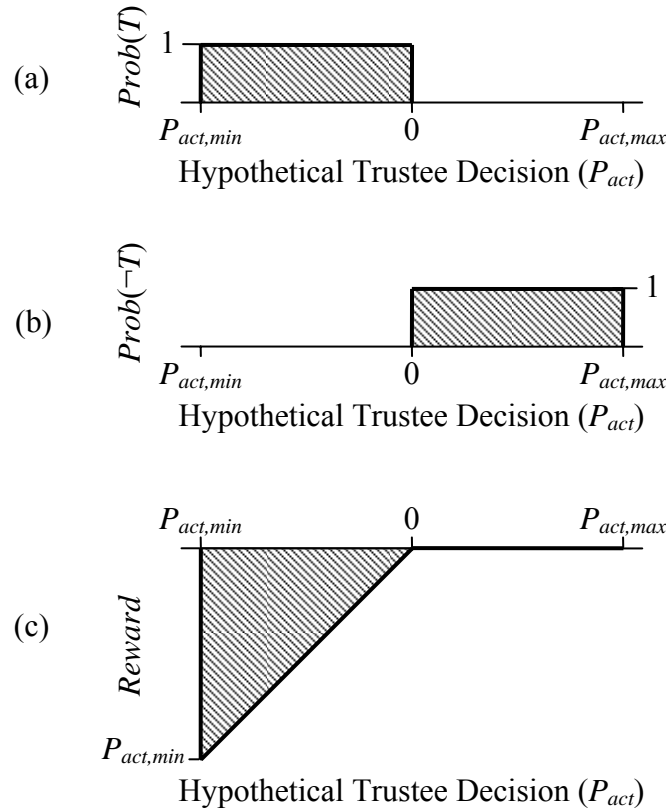 (a)
Prob(T)
1
P_act,min
0
P_act,max
Hypothetical Trustee Decision (P_act)
(b)
Prob(¬T)
1
P_act,min
0
P_act,max
Hypothetical Trustee Decision (P_act)
(c)
P_act,min
0
P_act,max
Reward
P_act,min
Hypothetical Trustee Decision (P_act)